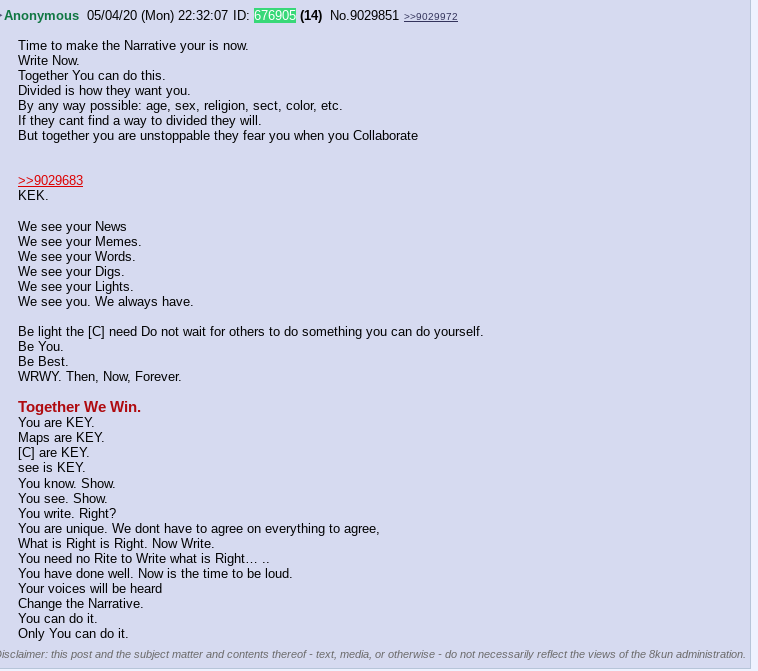 Anonymous 05/04/20 (Mon) 22:32:07 ID: 676905 (14) No.9029851 >>9029972
Time to make the Narrative your is now.
Write Now.
Together You can do this.
Divided is how they want you.
By any way possible: age, sex, religion, sect, color, etc.
If they cant find a way to divided they will.
But together you are unstoppable they fear you when you Collaborate
>>9029683
KEK.
We see your News
We see your Memes.
We see your Words.
We see your Digs.
We see your Lights.
We see you. We always have.
Be light the [C] need Do not wait for others to do something you can do yourself.
Be You.
Be Best.
WRWY. Then, Now, Forever.
Together We Win.
You are KEY.
Maps are KEY.
[C] are KEY.
see is KEY.
You know. Show.
You see. Show.
You write. Right?
You are unique. We dont have to agree on everything to agree,
What is Right is Right. Now Write.
You need no Rite to Write what is Right… ..
You have done well. Now is the time to be loud.
Your voices will be heard
Change the Narrative.
You can do it.
Only You can do it.
Disclaimer: this post and the subject matter and contents thereof - text, media, or otherwise - do not necessarily reflect the views of the 8kun administration.